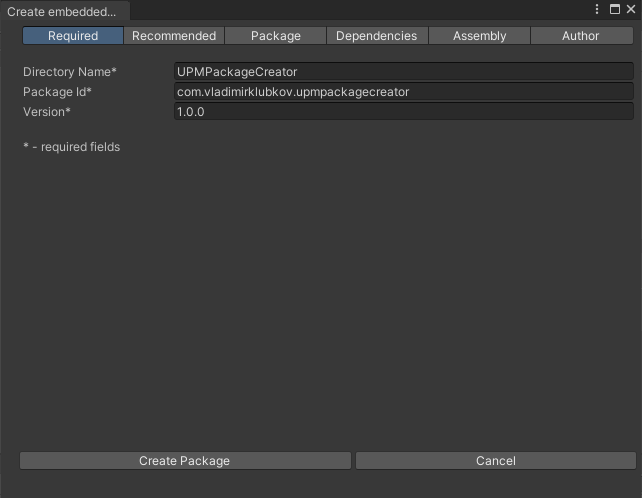 Create embedded...
Required Recommended Package Dependencies Assembly Author
Directory Name* UPMPackageCreator
Package Id* com.vladimirklubkov.upmpackagecreator
Version* 1.0.0
* - required fields
Create Package Cancel